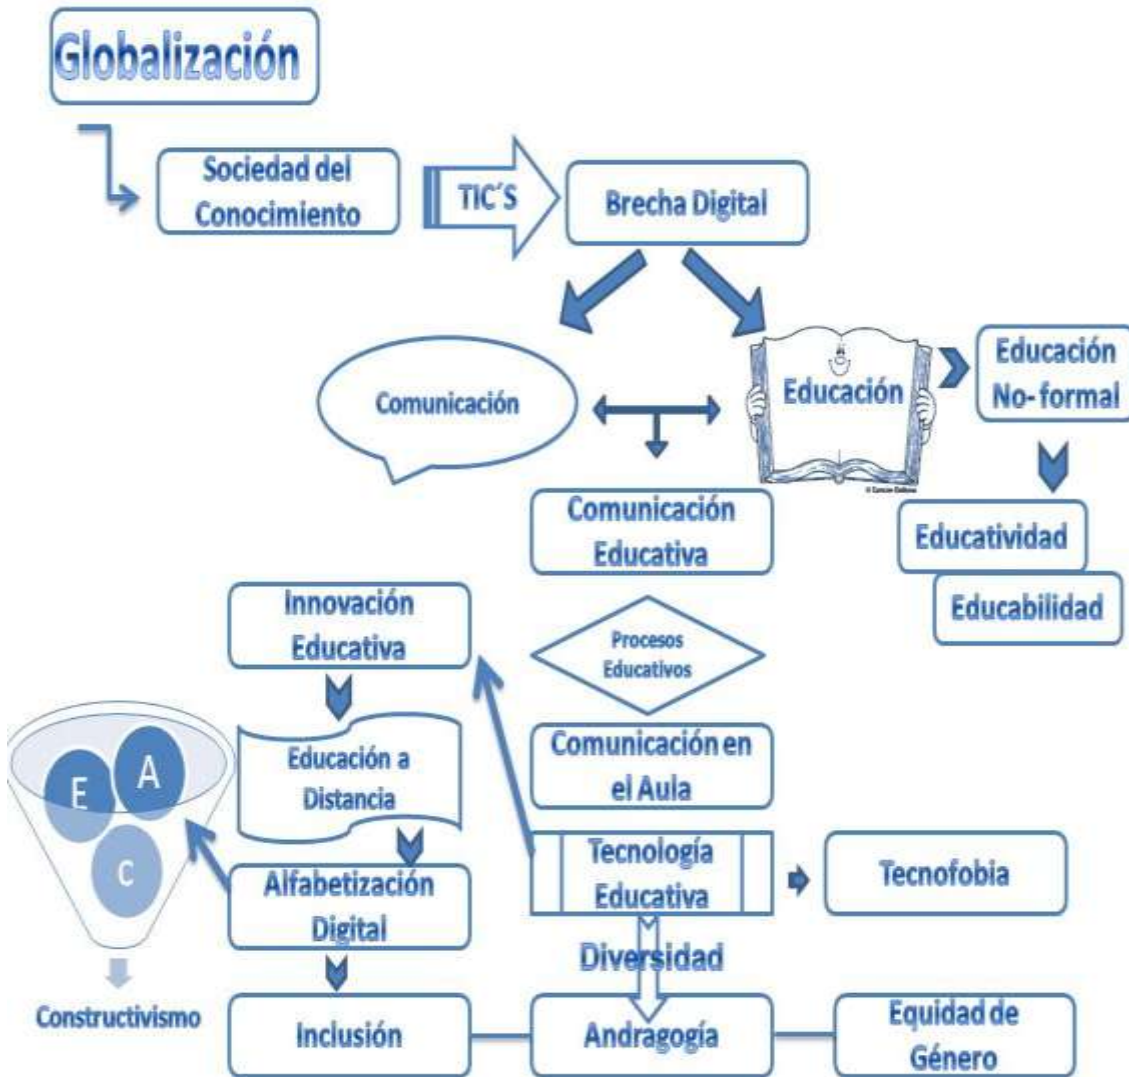 Globalización
Sociedad del
Conocimiento
TIC´S
Brecha Digital
Comunicación
Educación
Educación
No- formal
Comunicación
Educativa
Educatividad
Educabilidad
Innovación
Educativa
Procesos
Educativos
Educación a
Distancia
Comunicación en
el Aula
E
A
C
Alfabetización
Digital
Tecnología
Educativa
Tecnofobia
Diversidad
Constructivismo
Inclusión
Andragogía
Equidad de
Género